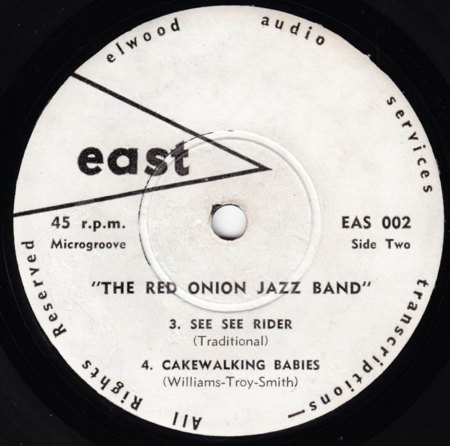 elwood audio services transcriptions—
All Rights Reserved
east
45 r.p.m.
Microgroove
EAS 002
Side Two
"THE RED ONION JAZZ BAND"
3. SEE SEE RIDER
(Traditional)
4. CAKEWALKING BABIES
(Williams-Troy-Smith)